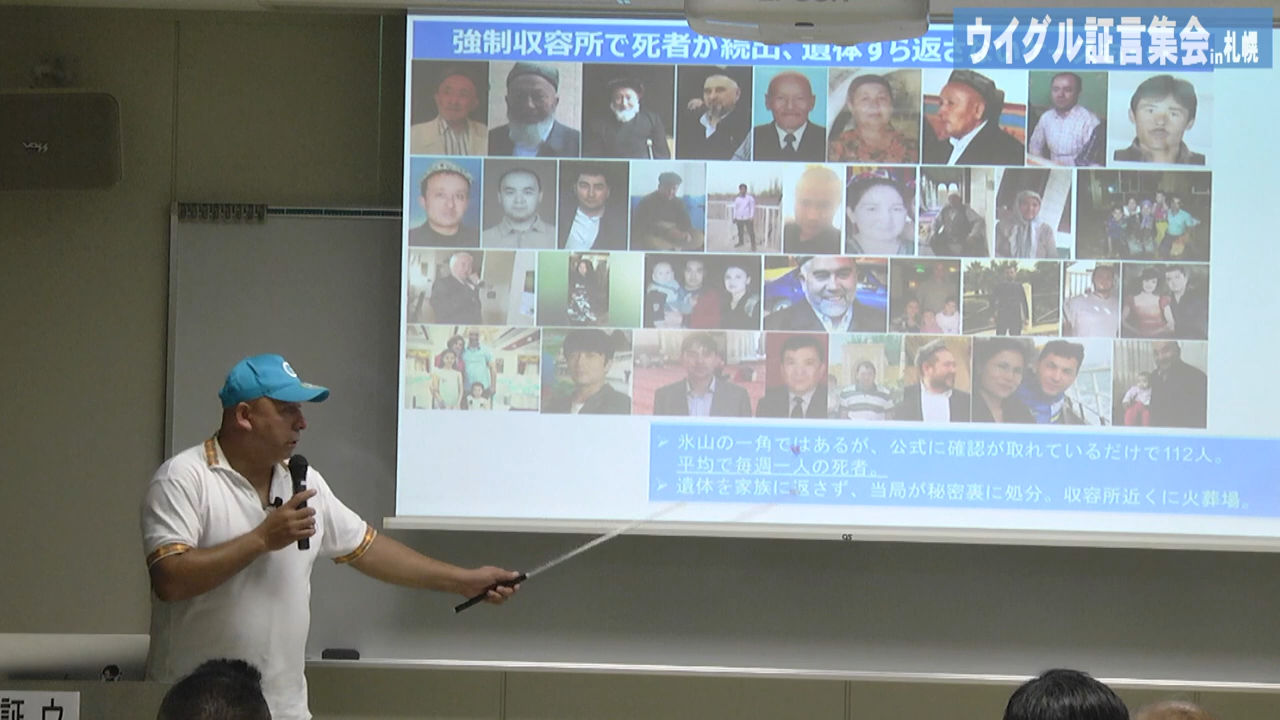 ウイグル証言集会in札幌
強制収容所で死者が続出、遺体すら返さ
氷山の一角ではあるが、公式に確認が取れているだけで112人。
平均で毎週一人の死者。
遺体を家族に返さず、当局が秘密裏に処分。収容所近くに火葬場。
OS
証 ウ